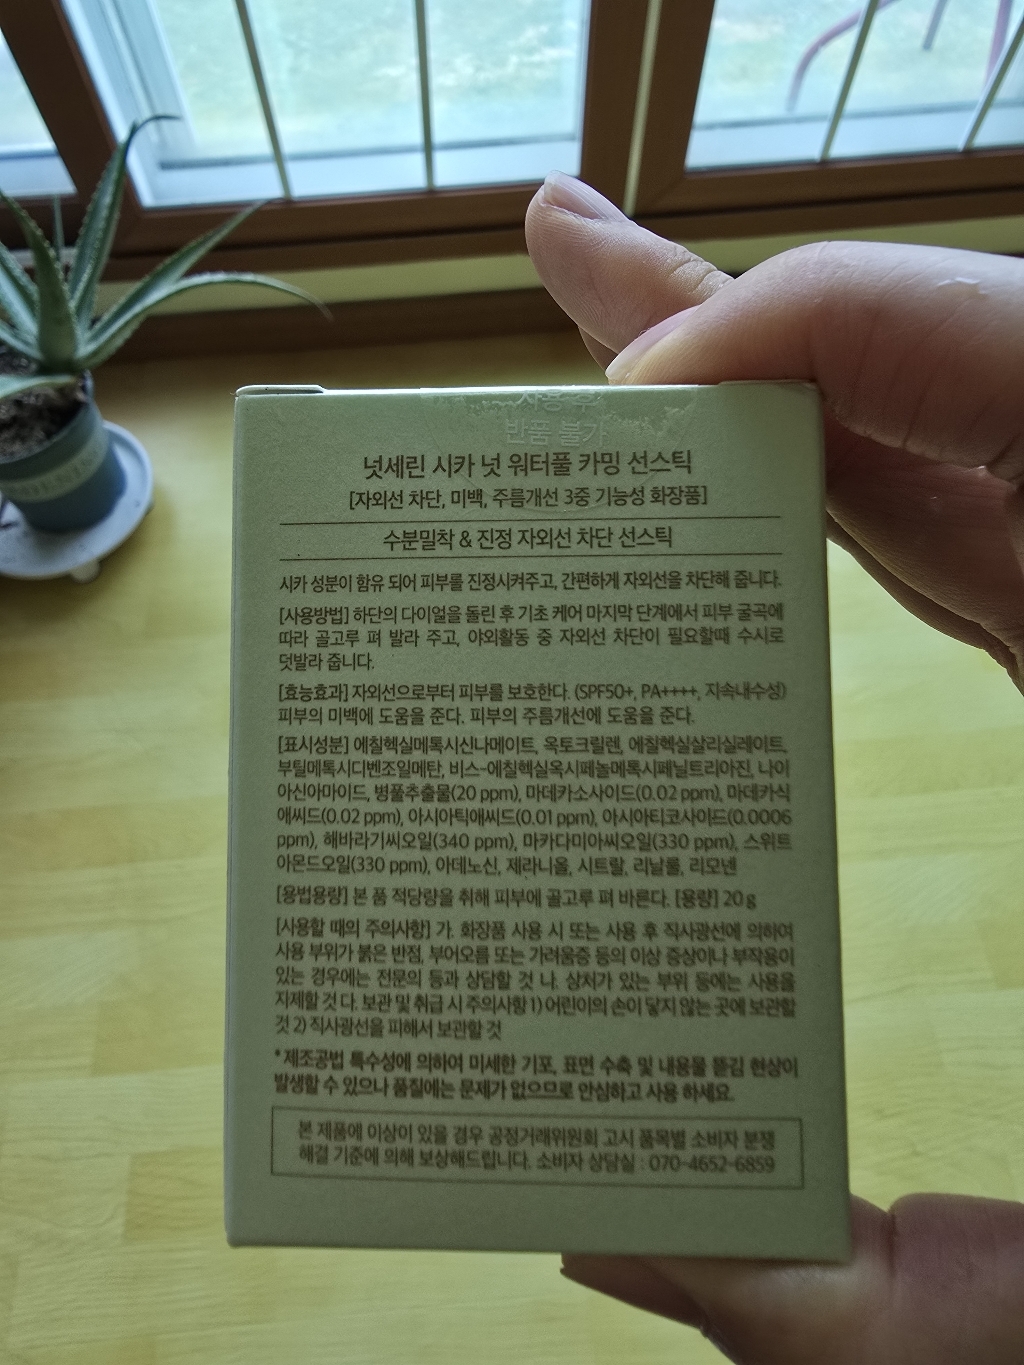 사용 후
반품 불가
넛세린 시카 넛 워터풀 카밍 선스틱
[자외선 차단, 미백, 주름개선 3중 기능성 화장품]
수분밀착 & 진정 자외선 차단 선스틱
시카 성분이 함유 되어 피부를 진정시켜주고, 간편하게 자외선을 차단해 줍니다.
[사용방법] 하단의 다이얼을 돌린 후 기초 케어 마지막 단계에서 피부 굴곡에
따라 골고루 펴 발라 주고, 야외활동 중 자외선 차단이 필요할때 수시로
덧발라 줍니다.
[효능효과] 자외선으로부터 피부를 보호한다. (SPF50+, PA++++, 지속내수성)
피부의 미백에 도움을 준다. 피부의 주름개선에 도움을 준다.
[표시성분] 에칠헥실메톡시신나메이트, 옥토크릴렌, 에칠헥실살리실레이트,
부틸메톡시디벤조일메탄, 비스-에칠헥실옥시페놀메톡시페닐트리아진, 나이
아신아마이드, 병풀추출물(20 ppm), 마데카소사이드(0.02 ppm), 마데카식
애씨드(0.02 ppm), 아시아틱애씨드(0.01 ppm), 아시아티코사이드(0.0006
ppm), 해바라기씨오일(340 ppm), 마카다미아씨오일(330 ppm), 스위트
아몬드오일(330 ppm), 아데노신, 제라니올, 시트랄, 리날룰, 리모넨
[용법용량] 본 품 적당량을 취해 피부에 골고루 펴 바른다. [용량] 20 g
[사용할 때의 주의사항] 가. 화장품 사용 시 또는 사용 후 직사광선에 의하여
사용 부위가 붉은 반점, 부어오름 또는 가려움증 등의 이상 증상이나 부작용이
있는 경우에는 전문의 등과 상담할 것 나. 상처가 있는 부위 등에는 사용을
자제할 것 다. 보관 및 취급 시 주의사항 1) 어린이의 손이 닿지 않는 곳에 보관할
것 2) 직사광선을 피해서 보관할 것
* 제조공법 특수성에 의하여 미세한 기포, 표면 수축 및 내용물 뜯김 현상이
발생할 수 있으나 품질에는 문제가 없으므로 안심하고 사용 하세요.
본 제품에 이상이 있을 경우 공정거래위원회 고시 품목별 소비자 분쟁
해결 기준에 의해 보상해드립니다. 소비자 상담실 : 070-4652-6859